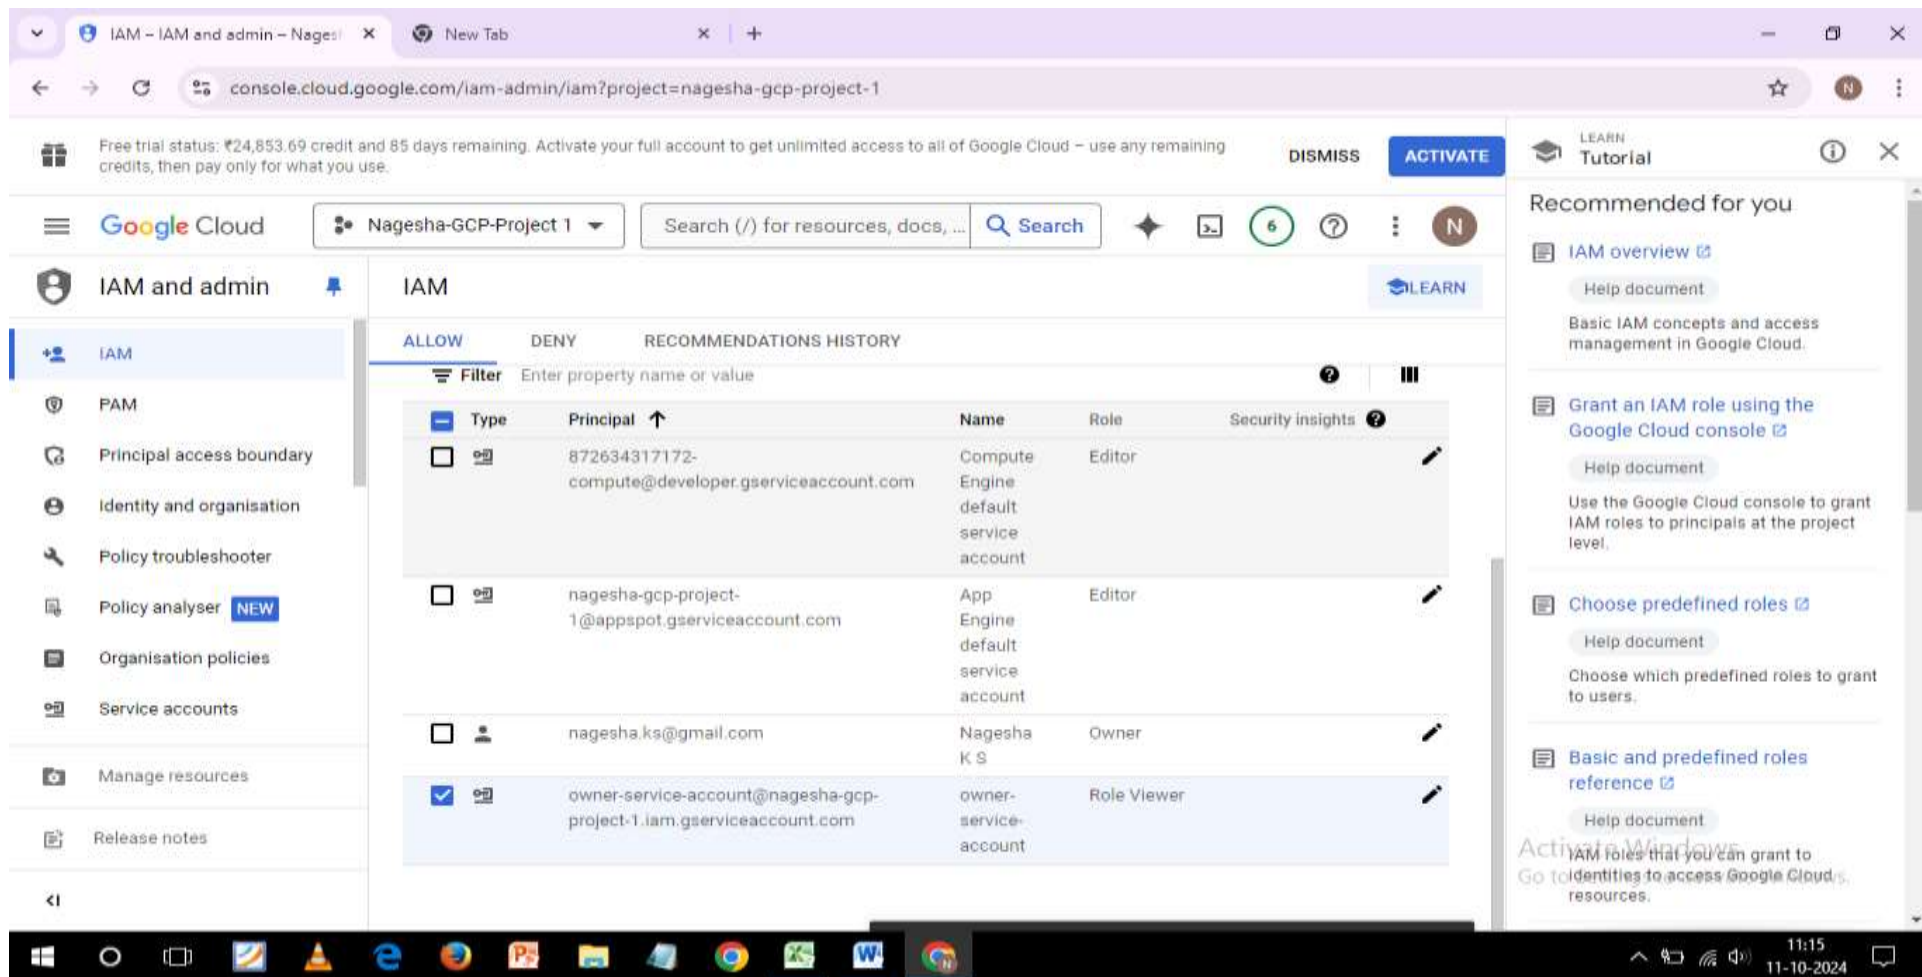 IAM – IAM and admin – Nages
New Tab
console.cloud.google.com/iam-admin/iam?project=nagesha-gcp-project-1
Free trial status: ₹24,853.69 credit and 85 days remaining. Activate your full account to get unlimited access to all of Google Cloud – use any remaining
credits, then pay only for what you use.
DISMISS
ACTIVATE
Google Cloud
Nagesha-GCP-Project 1
Search (/) for resources, docs, ...
Search
6
N
IAM and admin
IAM
PAM
Principal access boundary
Identity and organisation
Policy troubleshooter
Policy analyser NEW
Organisation policies
Service accounts
Manage resources
Release notes
IAM
LEARN
ALLOW
DENY
RECOMMENDATIONS HISTORY
Filter Enter property name or value
Type Principal Name Role Security insights
872634317172-
compute@developer.gserviceaccount.com
Compute
Engine
default
service
account
Editor
nagesha-gcp-project-
1@appspot.gserviceaccount.com
App
Engine
default
service
account
Editor
nagesha.ks@gmail.com
Nagesha
K S
Owner
owner-service-account@nagesha-gcp-
project-1.iam.gserviceaccount.com
owner-
service-
account
Role Viewer
LEARN
Tutorial
Recommended for you
IAM overview
Help document
Basic IAM concepts and access
management in Google Cloud.
Grant an IAM role using the
Google Cloud console
Help document
Use the Google Cloud console to grant
IAM roles to principals at the project
level.
Choose predefined roles
Help document
Choose which predefined roles to grant
to users.
Basic and predefined roles
reference
Help document
IAM roles that you can grant to
identities to access Google Cloud
resources.
Activate Windows
11:15
11-10-2024